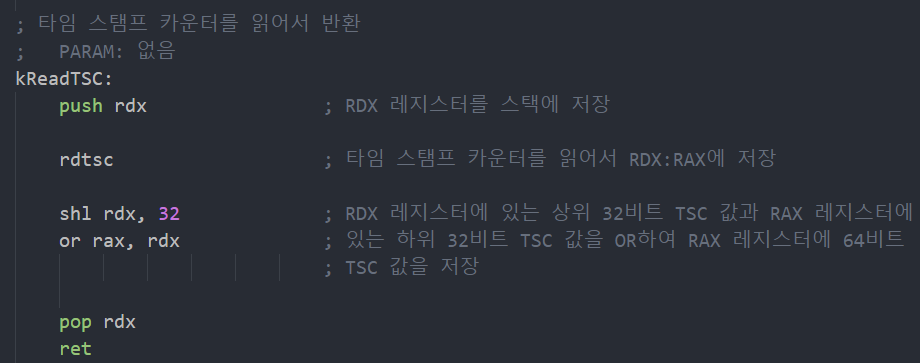 ; 타임 스탬프 카운터를 읽어서 반환
;   PARAM: 없음
kReadTSC:
    push rdx                ; RDX 레지스터를 스택에 저장
    rdtsc                   ; 타임 스탬프 카운터를 읽어서 RDX:RAX에 저장
    shl rdx, 32             ; RDX 레지스터에 있는 상위 32비트 TSC 값과 RAX 레지스터에
    or rax, rdx             ; 있는 하위 32비트 TSC 값을 OR하여 RAX 레지스터에 64비트
                            ; TSC 값을 저장
    pop rdx
    ret